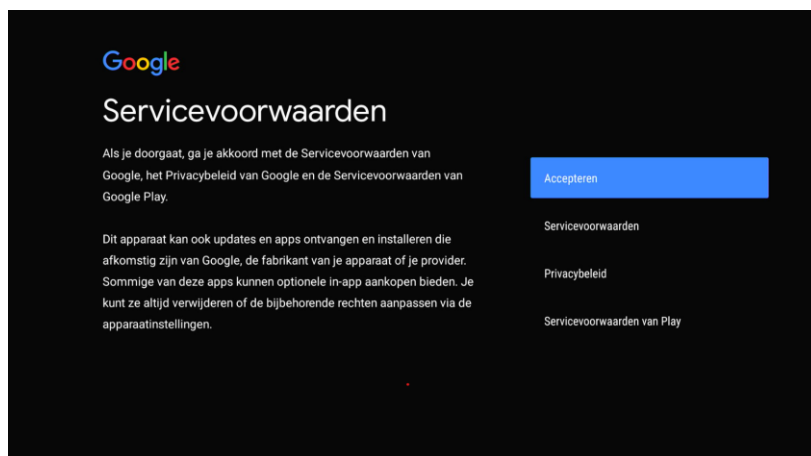 Google
Servicevoorwaarden
Als je doorgaat, ga je akkoord met de Servicevoorwaarden van
Google, het Privacybeleid van Google en de Servicevoorwaarden van
Google Play.
Dit apparaat kan ook updates en apps ontvangen en installeren die
afkomstig zijn van Google, de fabrikant van je apparaat of je provider.
Sommige van deze apps kunnen optionele in-app aankopen bieden. Je
kunt ze altijd verwijderen of de bijbehorende rechten aanpassen via de
apparaatinstellingen.
Accepteren
Servicevoorwaarden
Privacybeleid
Servicevoorwaarden van Play